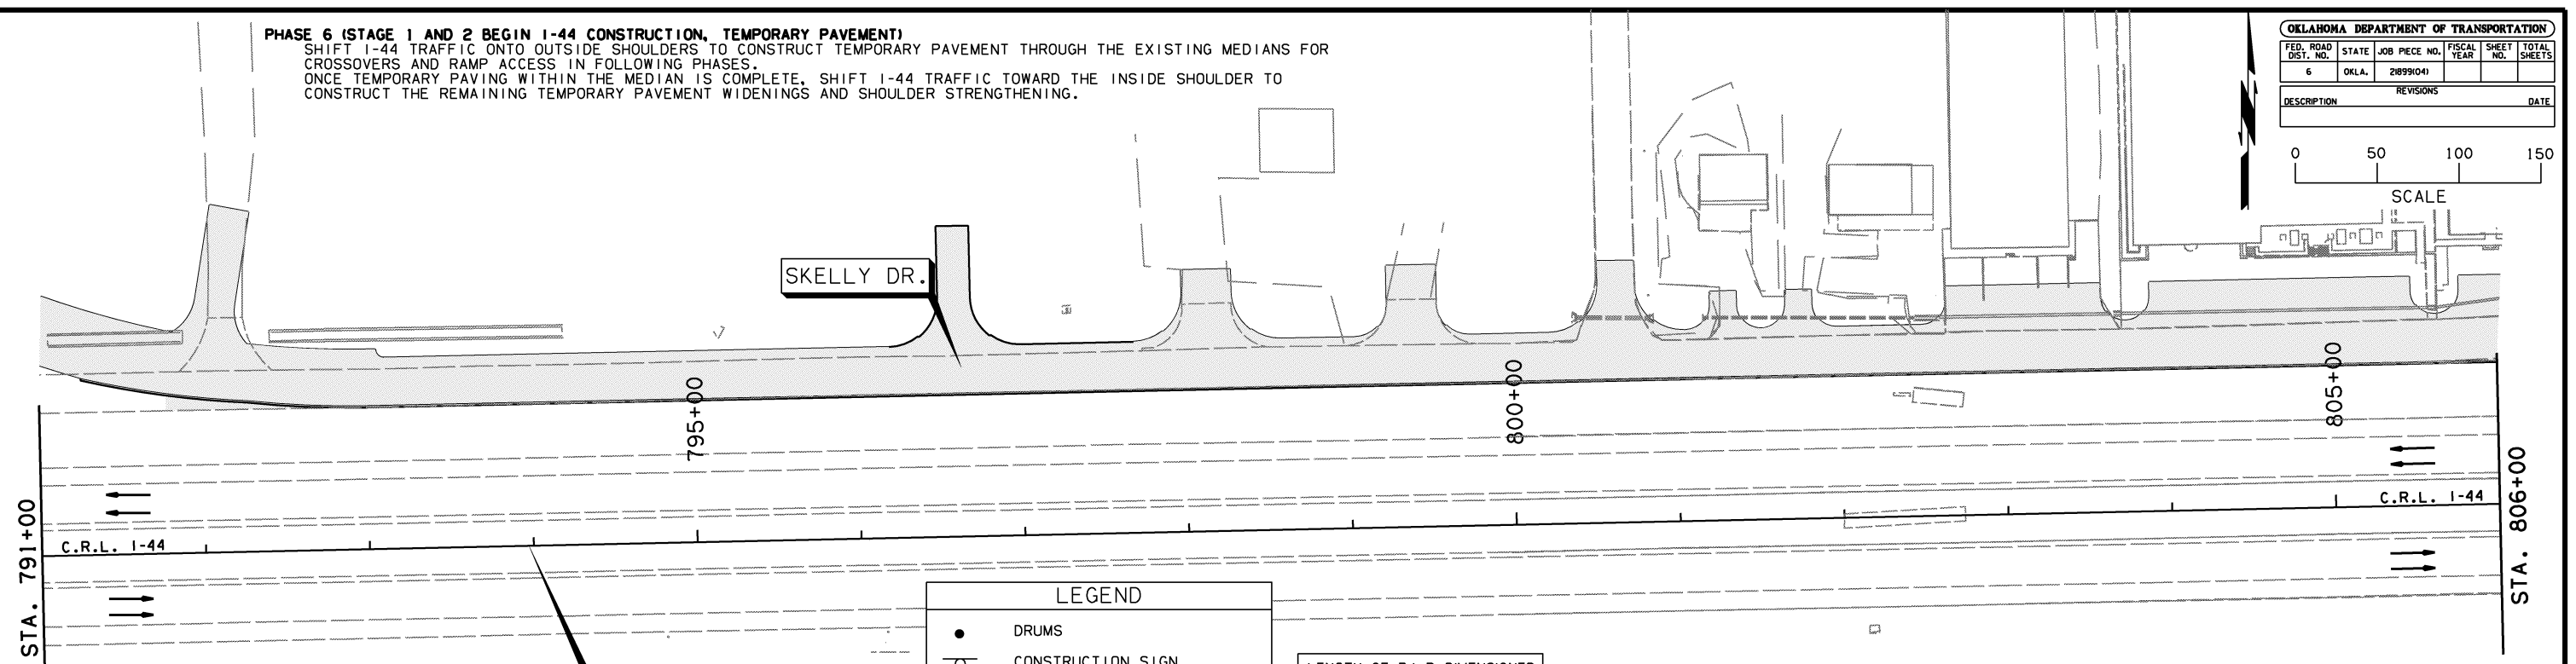 PHASE 6 (STAGE 1 AND 2 BEGIN I-44 CONSTRUCTION, TEMPORARY PAVEMENT)
SHIFT I-44 TRAFFIC ONTO OUTSIDE SHOULDERS TO CONSTRUCT TEMPORARY PAVEMENT THROUGH THE EXISTING MEDIANS FOR
CROSSOVERS AND RAMP ACCESS IN FOLLOWING PHASES.
ONCE TEMPORARY PAVING WITHIN THE MEDIAN IS COMPLETE, SHIFT I-44 TRAFFIC TOWARD THE INSIDE SHOULDER TO
CONSTRUCT THE REMAINING TEMPORARY PAVEMENT WIDENINGS AND SHOULDER STRENGTHENING.
OKLAHOMA DEPARTMENT OF TRANSPORTATION
FED. ROAD DIST. NO. STATE JOB PIECE NO. FISCAL YEAR SHEET NO. TOTAL SHEETS
6 OKLA. 21899(04)
REVISIONS
DESCRIPTION DATE
0 50 100 150
SCALE
SKELLY DR.
795+00
800+00
805+00
STA. 791+00
C.R.L. I-44
C.R.L. I-44
STA. 806+00
LEGEND
DRUMS
CONSTRUCTION SIGN